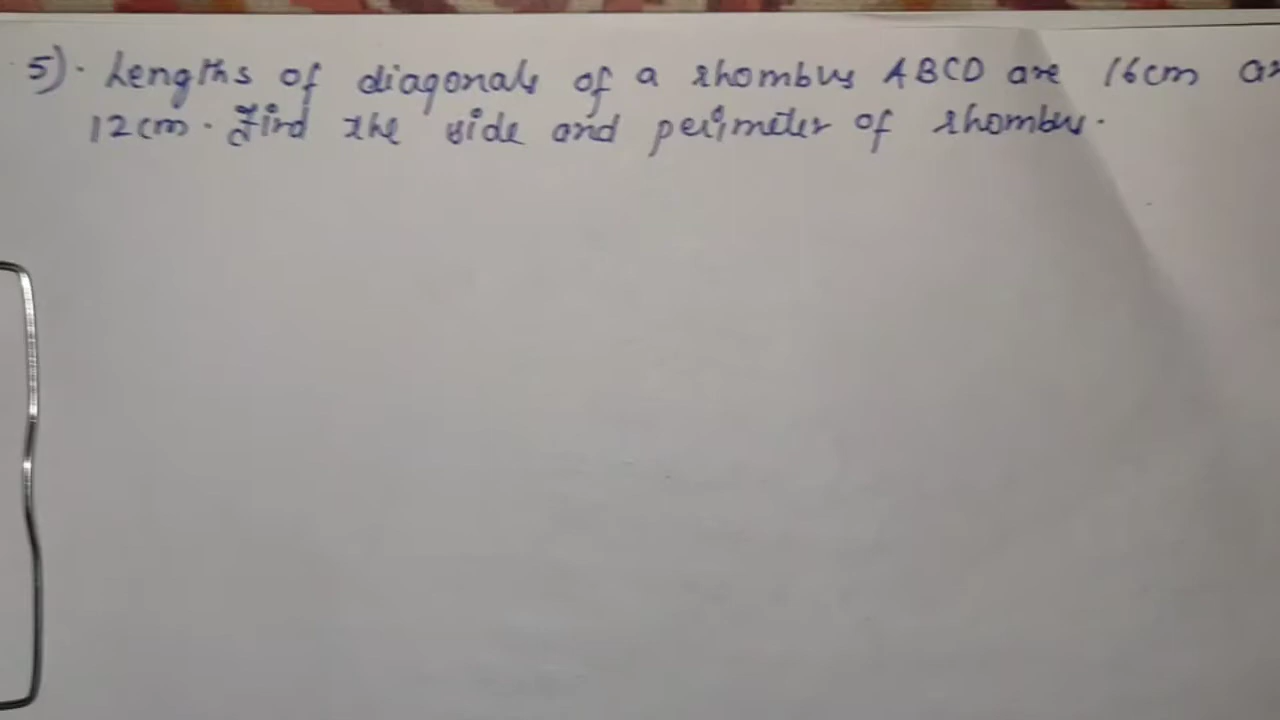 5). Lengths of diagonals of a rhombus ABCD are 16cm
12cm. Find the side and perimeter of rhombus.